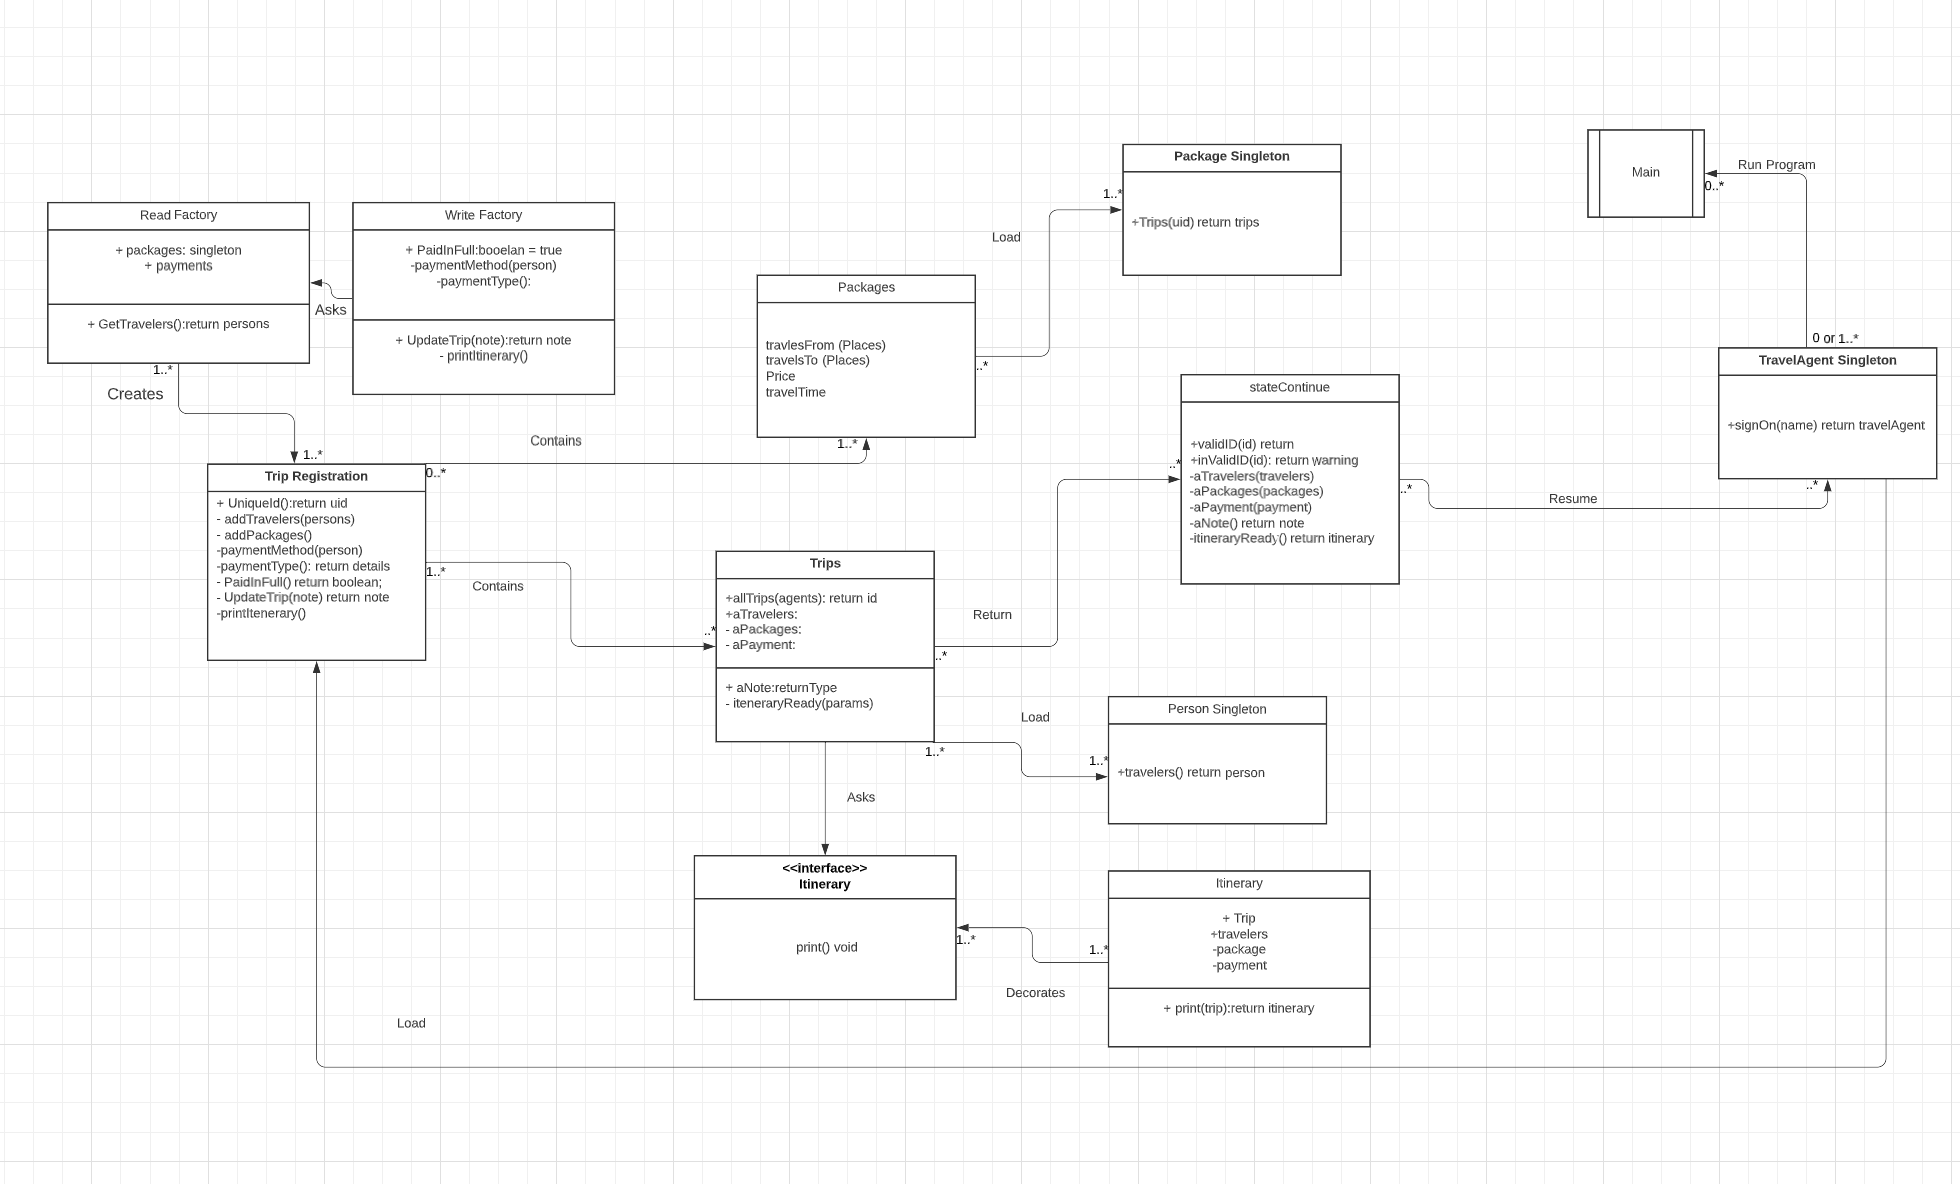 Package Singleton
+Trips(uid) return trips
1..*
Load
Main
Run Program
0..*
Read Factory
+ packages: singleton
+ payments
+ GetTravelers():return persons
Write Factory
+ PaidInFull:booelan = true
-paymentMethod(person)
-paymentType():
+ UpdateTrip(note):return note
- printItinerary()
Asks
1..*
Creates
1..*
Packages
travlesFrom (Places)
travelsTo (Places)
Price
travelTime
..*
1..*
Contains
0..*
0 or 1..*
TravelAgent Singleton
+signOn(name) return travelAgent
..*
stateContinue
+validID(id) return
+inValidID(id): return warning
-aTravelers(travelers)
-aPackages(packages)
-aPayment(payment)
-aNote() return note
-itineraryReady() return itinerary
..*
..*
Resume
Trip Registration
+ UniqueId():return uid
- addTravelers(persons)
- addPackages()
-paymentMethod(person)
-paymentType(): return details
- PaidInFull() return boolean;
- UpdateTrip(note) return note
-printItenerary()
1..*
Contains
..*
Trips
+allTrips(agents): return id
+aTravelers:
- aPackages:
- aPayment:
+ aNote:returnType
- iteneraryReady(params)
Return
..*
Load
1..*
1..*
Person Singleton
+travelers() return person
Asks
<<interface>>
Itinerary
print() void
1..*
1..*
Decorates
Itinerary
+ Trip
+travelers
-package
-payment
+ print(trip):return itinerary
Load